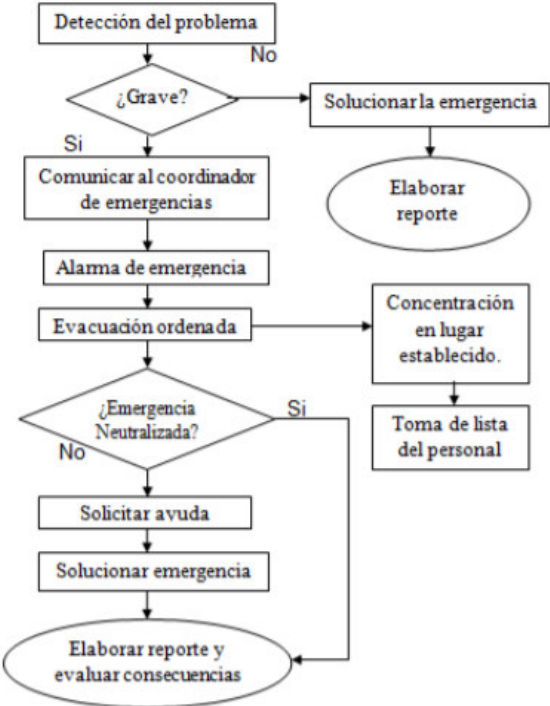 Detección del problema
No
¿Grave?
Solucionar la emergencia
Si
Comunicar al coordinador
de emergencias
Elaborar
reporte
Alarma de emergencia
Evacuación ordenada
Concentración
en lugar
establecido.
¿Emergencia
Neutralizada?
Si
No
Toma de lista
del personal
Solicitar ayuda
Solucionar emergencia
Elaborar reporte y
evaluar consecuencias